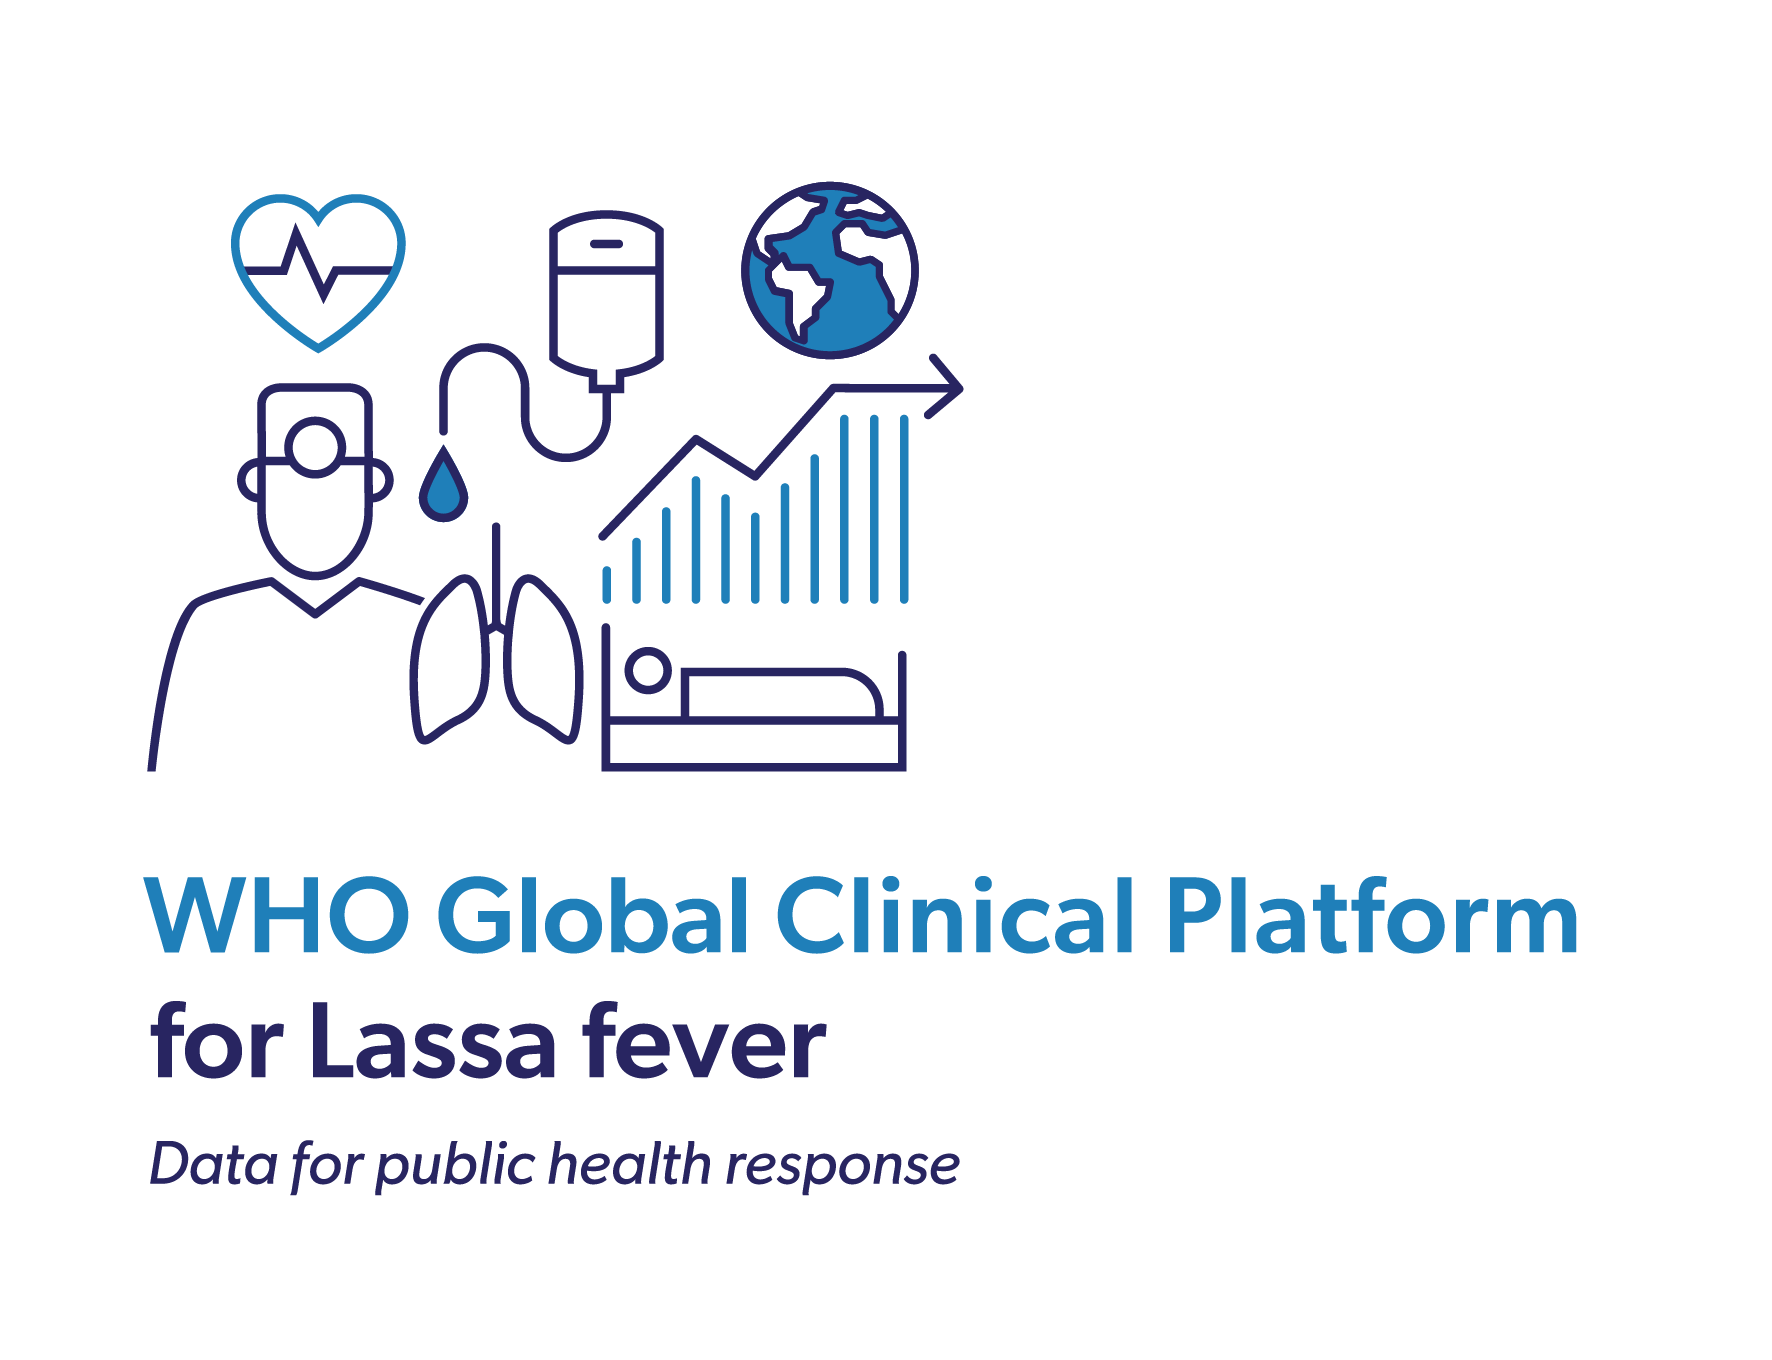 WHO Global Clinical Platform
for Lassa fever
Data for public health response